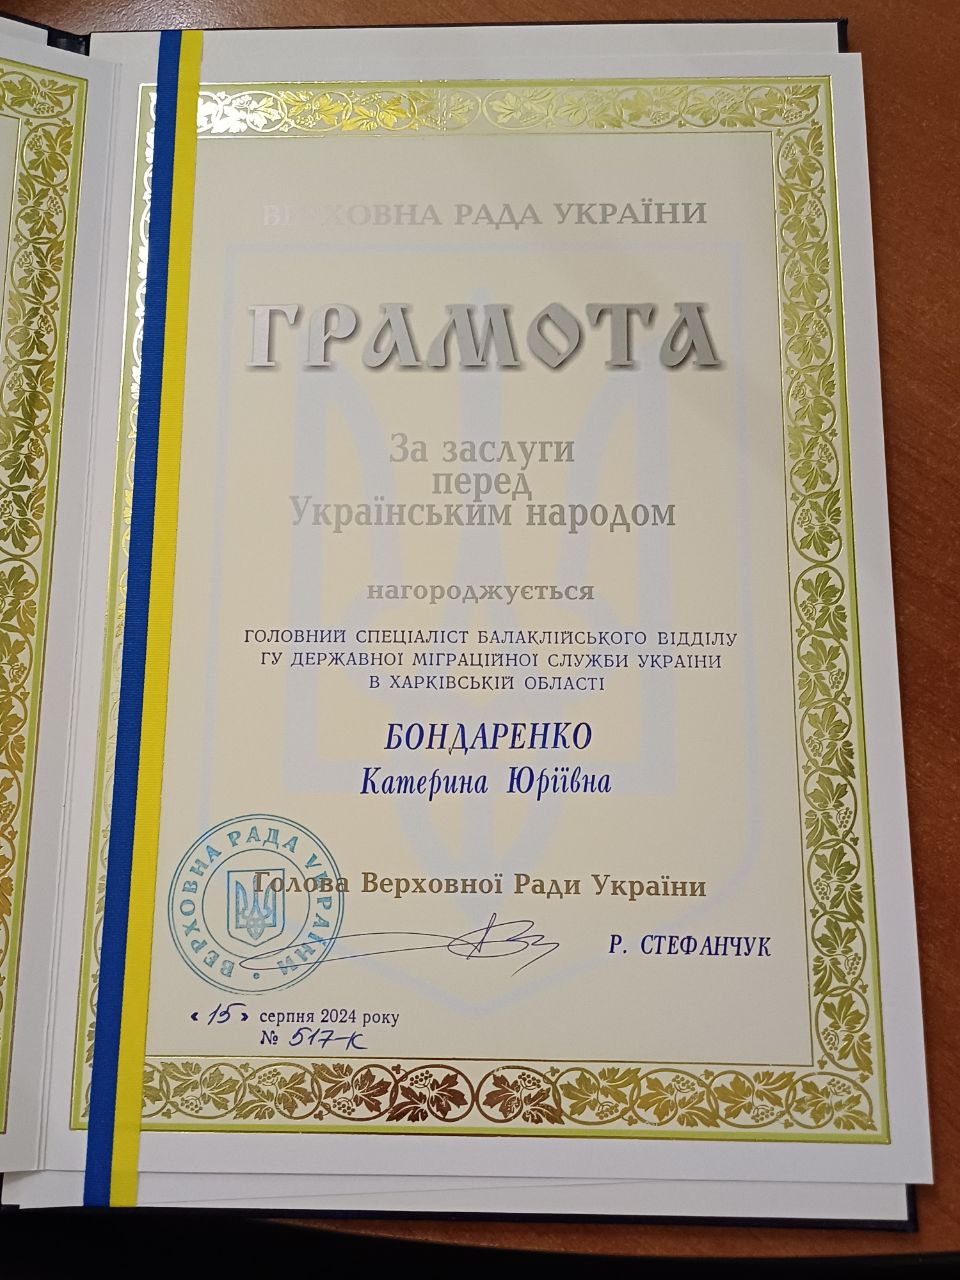 ВЕРХОВНА РАДА УКРАЇНИ
ГРАМОТА
За заслуги
перед
Українським народом
нагороджується
ГОЛОВНИЙ СПЕЦІАЛІСТ БАЛАКЛІЙСЬКОГО ВІДДІЛУ
ГУ ДЕРЖАВНОЇ МІГРАЦІЙНОЇ СЛУЖБИ УКРАЇНИ
В ХАРКІВСЬКІЙ ОБЛАСТІ
БОНДАРЕНКО
Катерина Юріївна
Голова Верховної Ради України
Р. СТЕФАНЧУК
ВЕРХОВНА РАДА УКРАЇНИ
« 15 » серпня 2024 року
№ 517-к